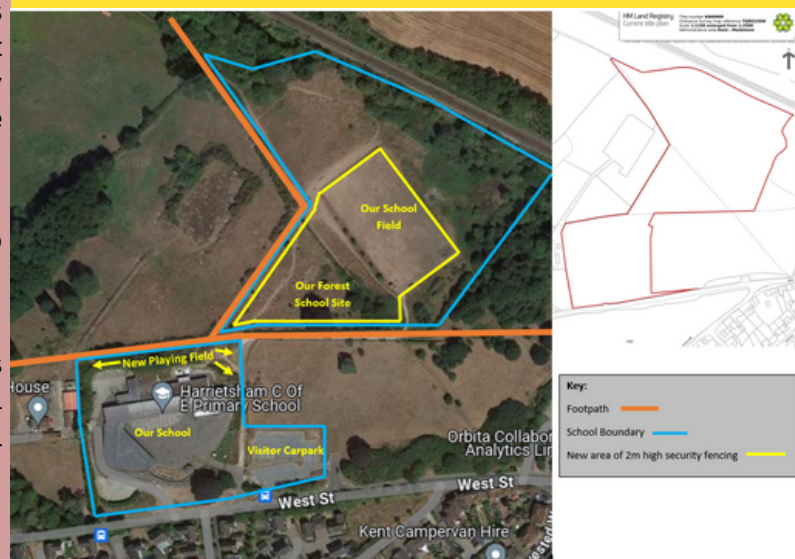 HM Land Registry
Current title plan
Our School
Field
Our Forest
School Site
New Playing Field
House
Harrietsham C Of
E Primary School
Our School
Visitor Carpark
Orbita Collabor
Analytics Lin
West St
West St
Kent Campervan Hire
Key:
Footpath
School Boundary
New area of 2m high security fencing